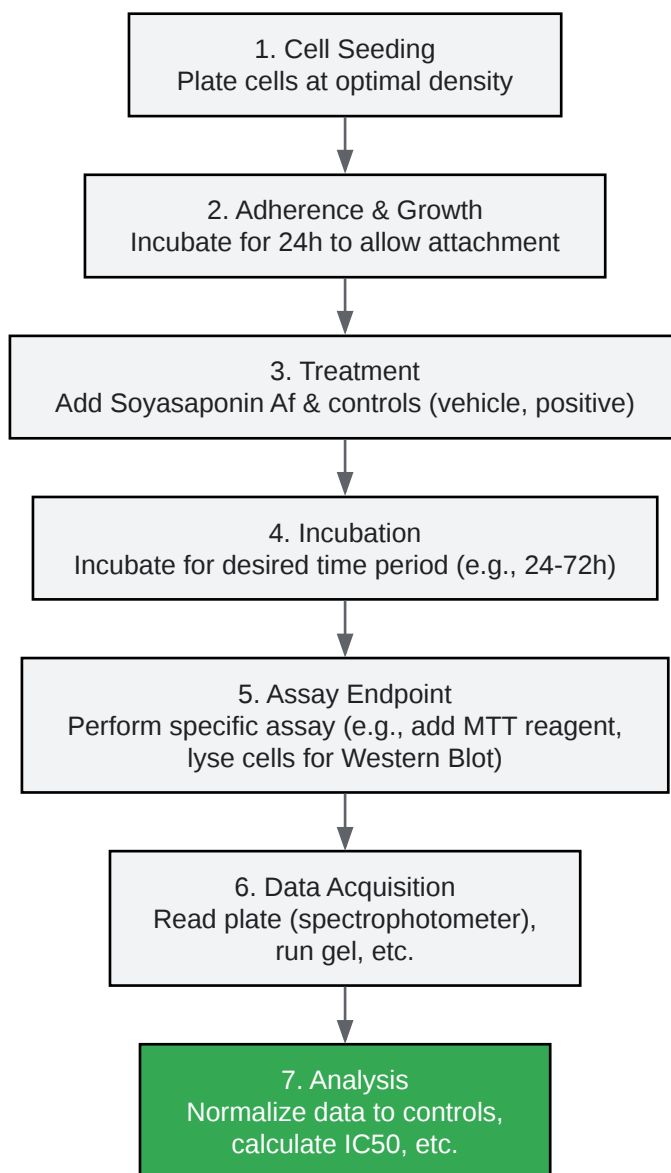 1. Cell Seeding
Plate cells at optimal density
2. Adherence & Growth
Incubate for 24h to allow attachment
3. Treatment
Add Soyasaponin Af & controls (vehicle, positive)
4. Incubation
Incubate for desired time period (e.g., 24-72h)
5. Assay Endpoint
Perform specific assay (e.g., add MTT reagent,
lyse cells for Western Blot)
6. Data Acquisition
Read plate (spectrophotometer),
run gel, etc.
7. Analysis
Normalize data to controls,
calculate IC50, etc.